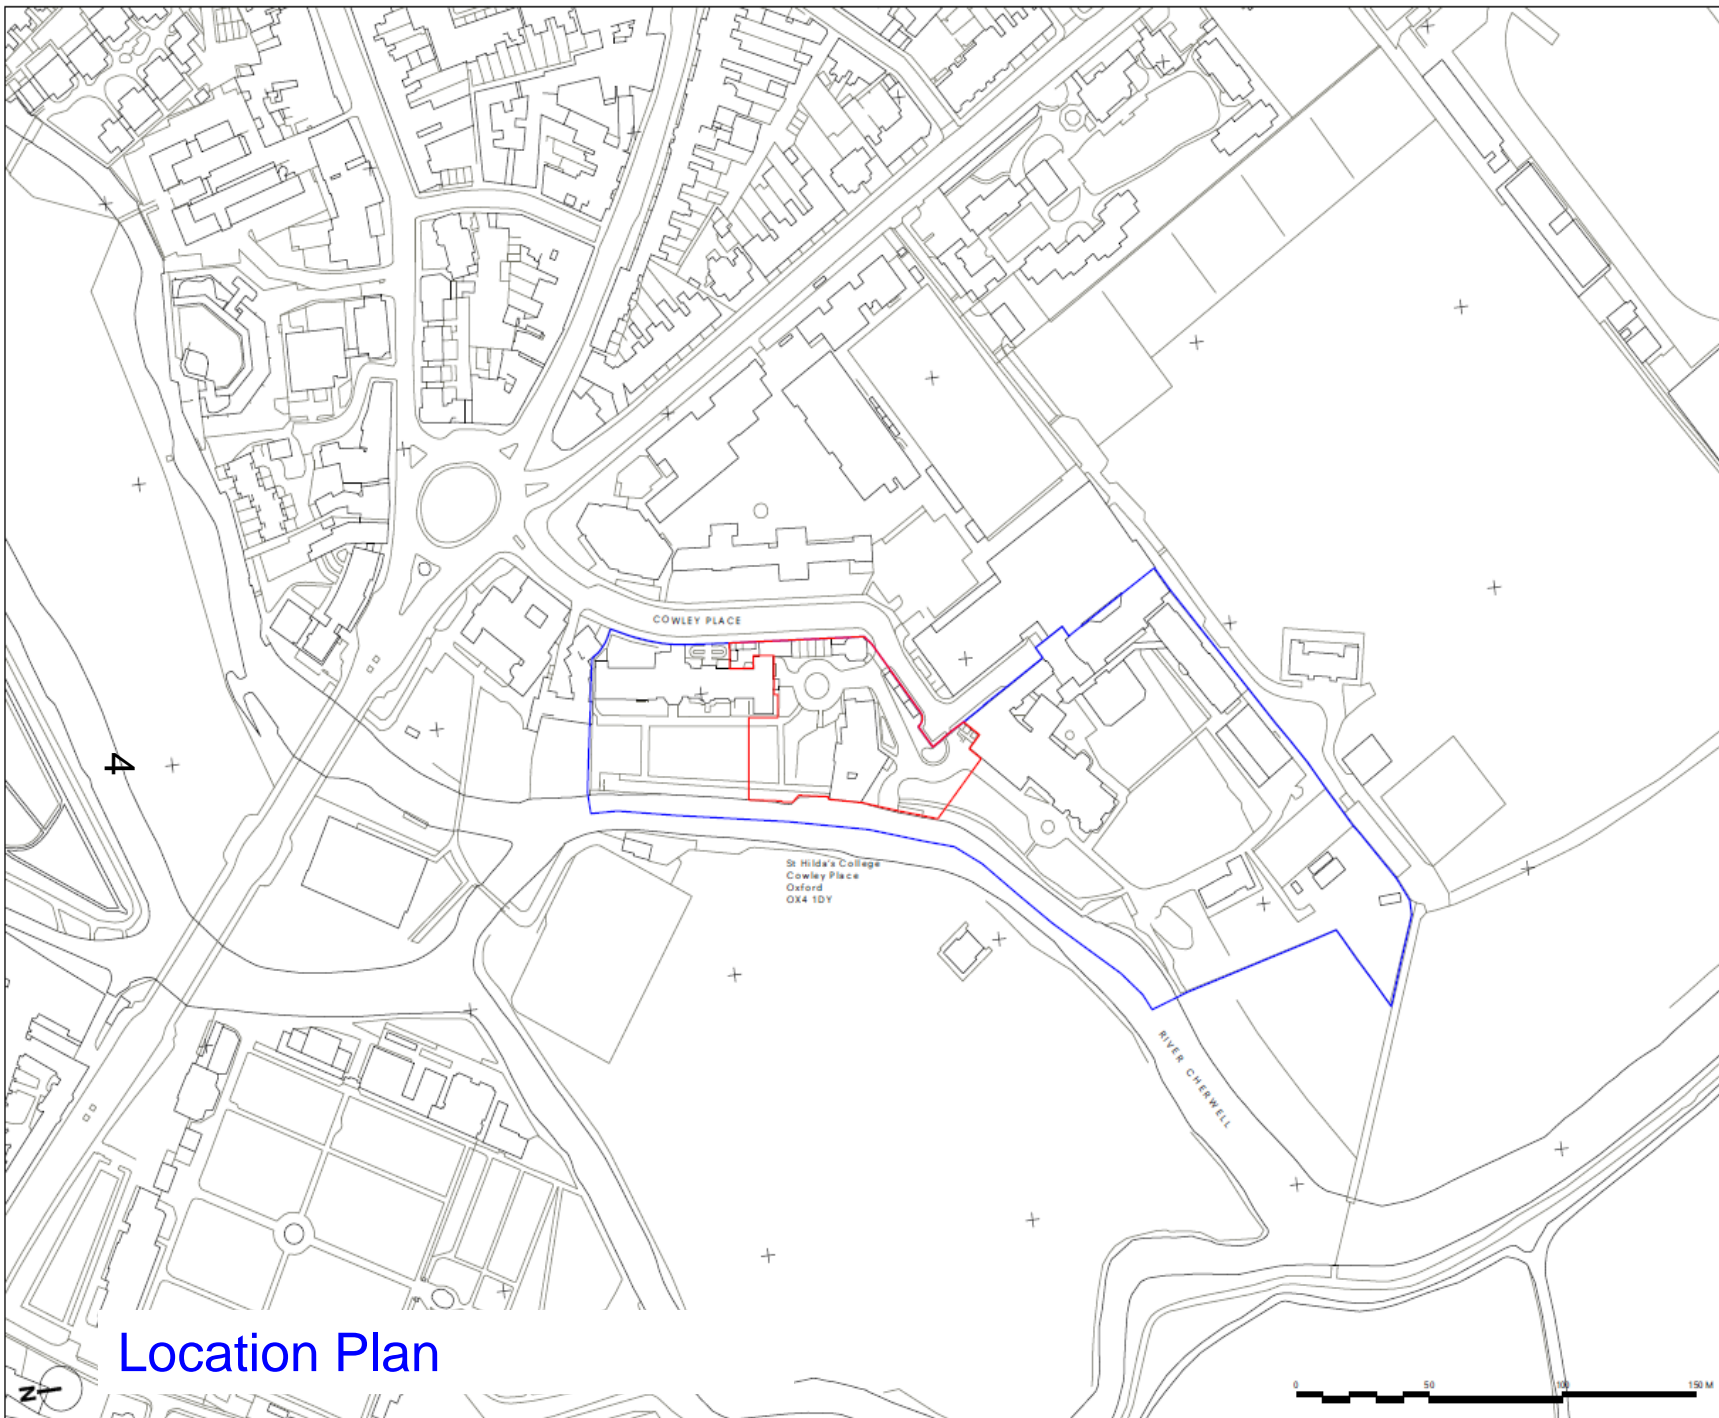 COWLEY PLACE
4
St Hilda's College
Cowley Place
Oxford
OX4 1DY
RIVER CHERWELL
Location Plan
N
0 50 100 150 M